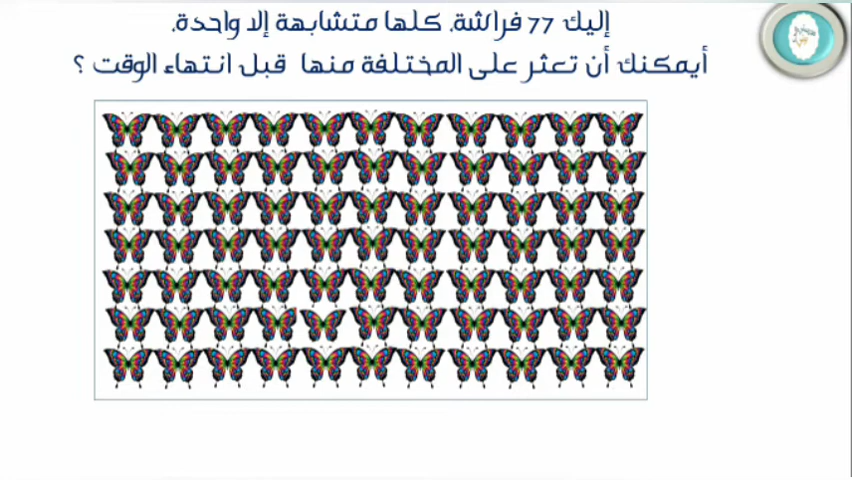 إليك 77 فراشة. كلها متشابهة إلا واحدة.
أيمكنك أن تعثر على المختلفة منها قبل انتهاء الوقت ؟